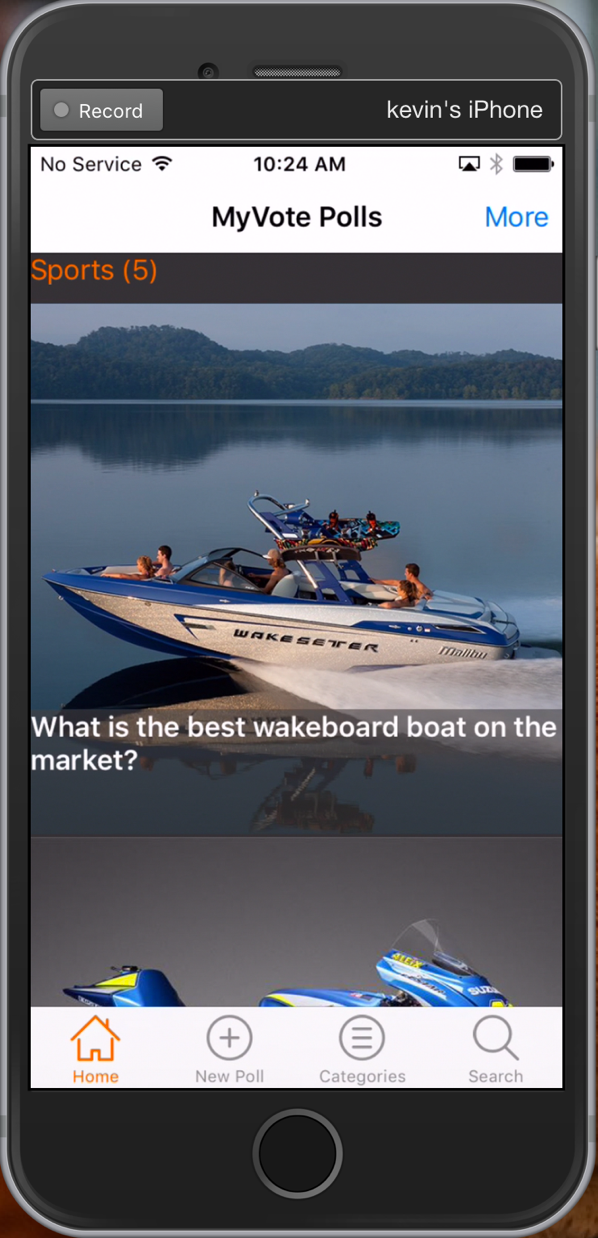 Record
kevin's iPhone
No Service
10:24 AM
MyVote Polls
More
Sports (5)
WAKESETTER
Malibu
What is the best wakeboard boat on the
market?
SUZU
Home
New Poll
Categories
Search